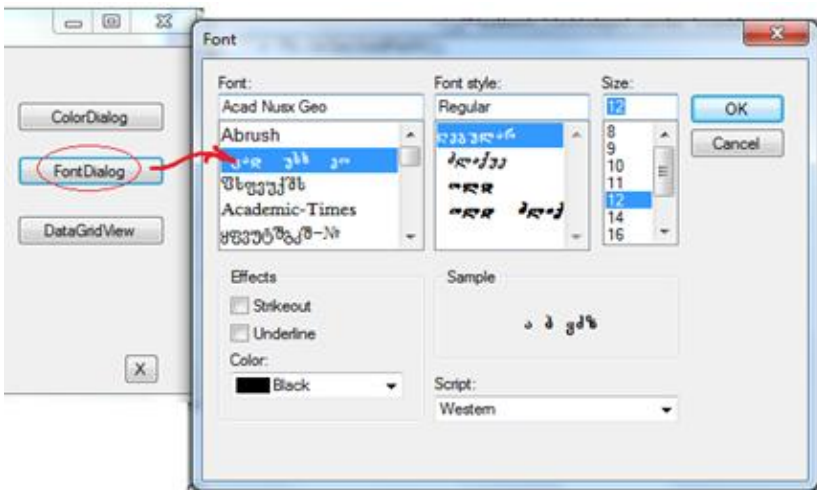 ColorDialog
FontDialog
DataGridView
X
Font
Font:
Font style:
Size:
Acad Nusx Geo
Regular
12
OK
Cancel
Abrush
Academic-Times
8
9
10
11
12
14
16
Effects
Strikeout
Underline
Color:
Black
Sample
Script:
Western